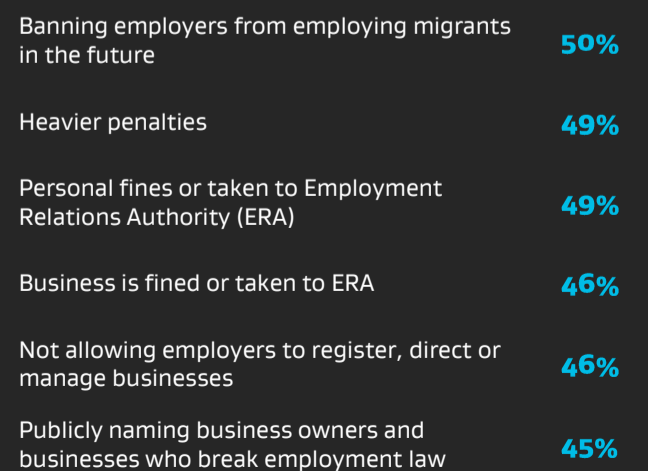 Banning employers from employing migrants
in the future
50%
Heavier penalties
49%
Personal fines or taken to Employment
Relations Authority (ERA)
49%
Business is fined or taken to ERA
46%
Not allowing employers to register, direct or
manage businesses
46%
Publicly naming business owners and
businesses who break employment law
45%